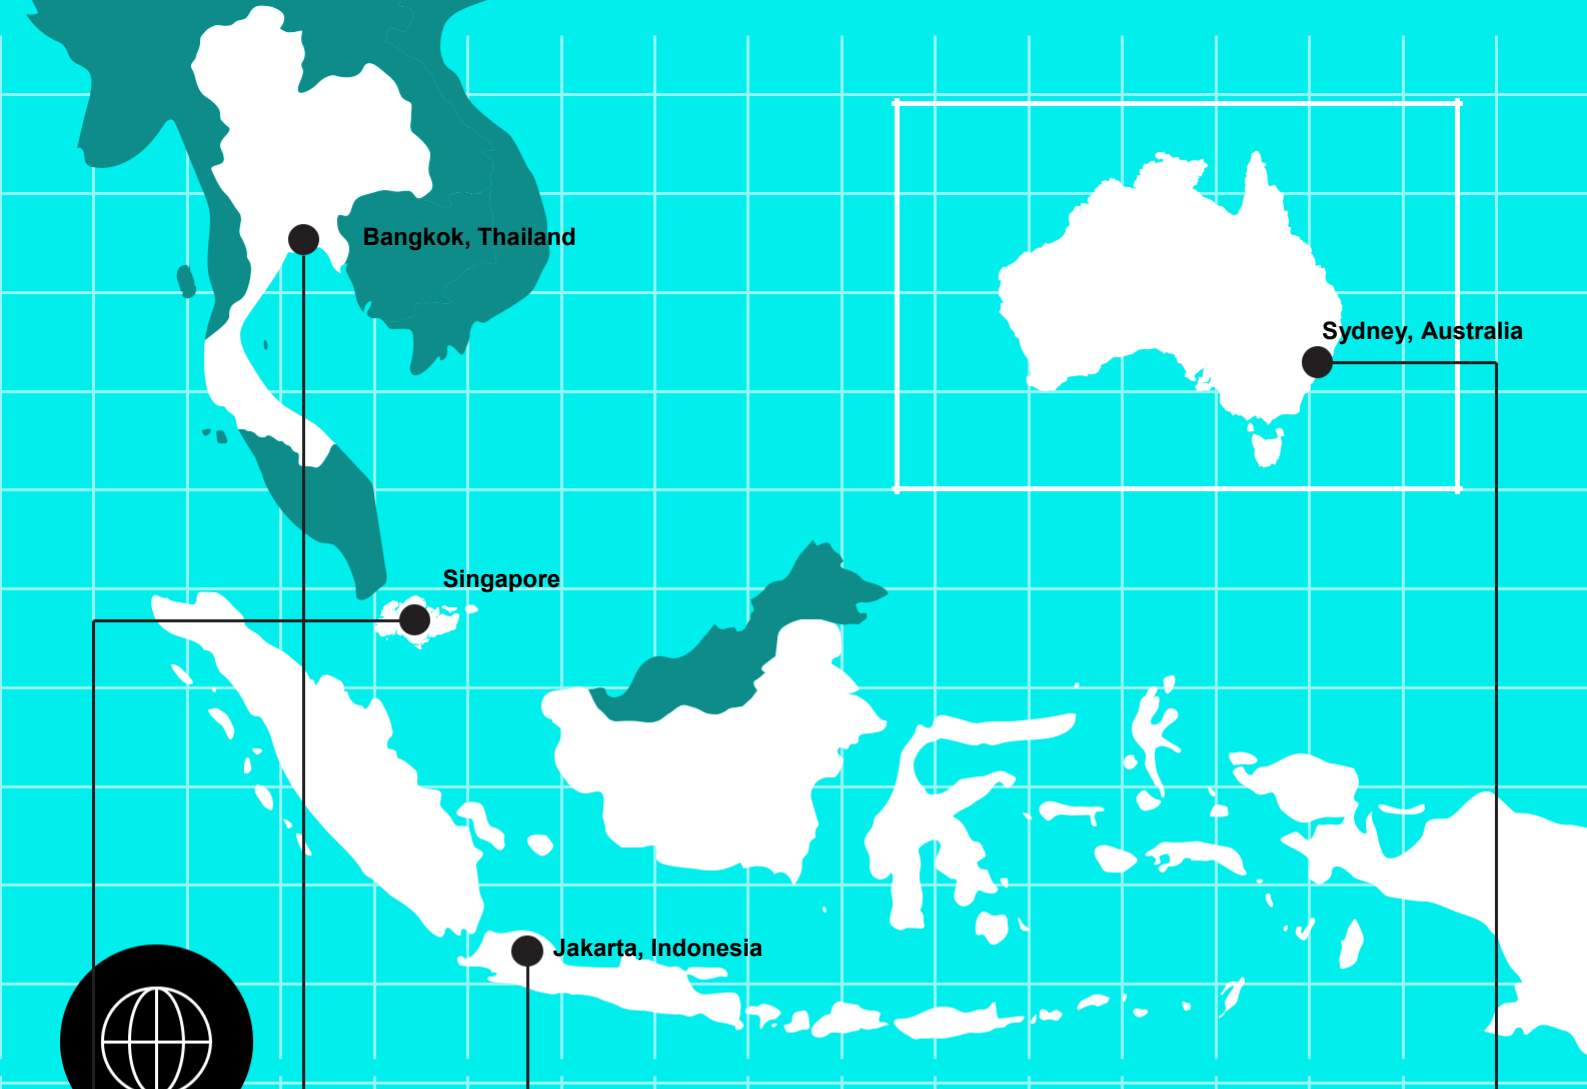 Bangkok, Thailand
Sydney, Australia
Singapore
Jakarta, Indonesia